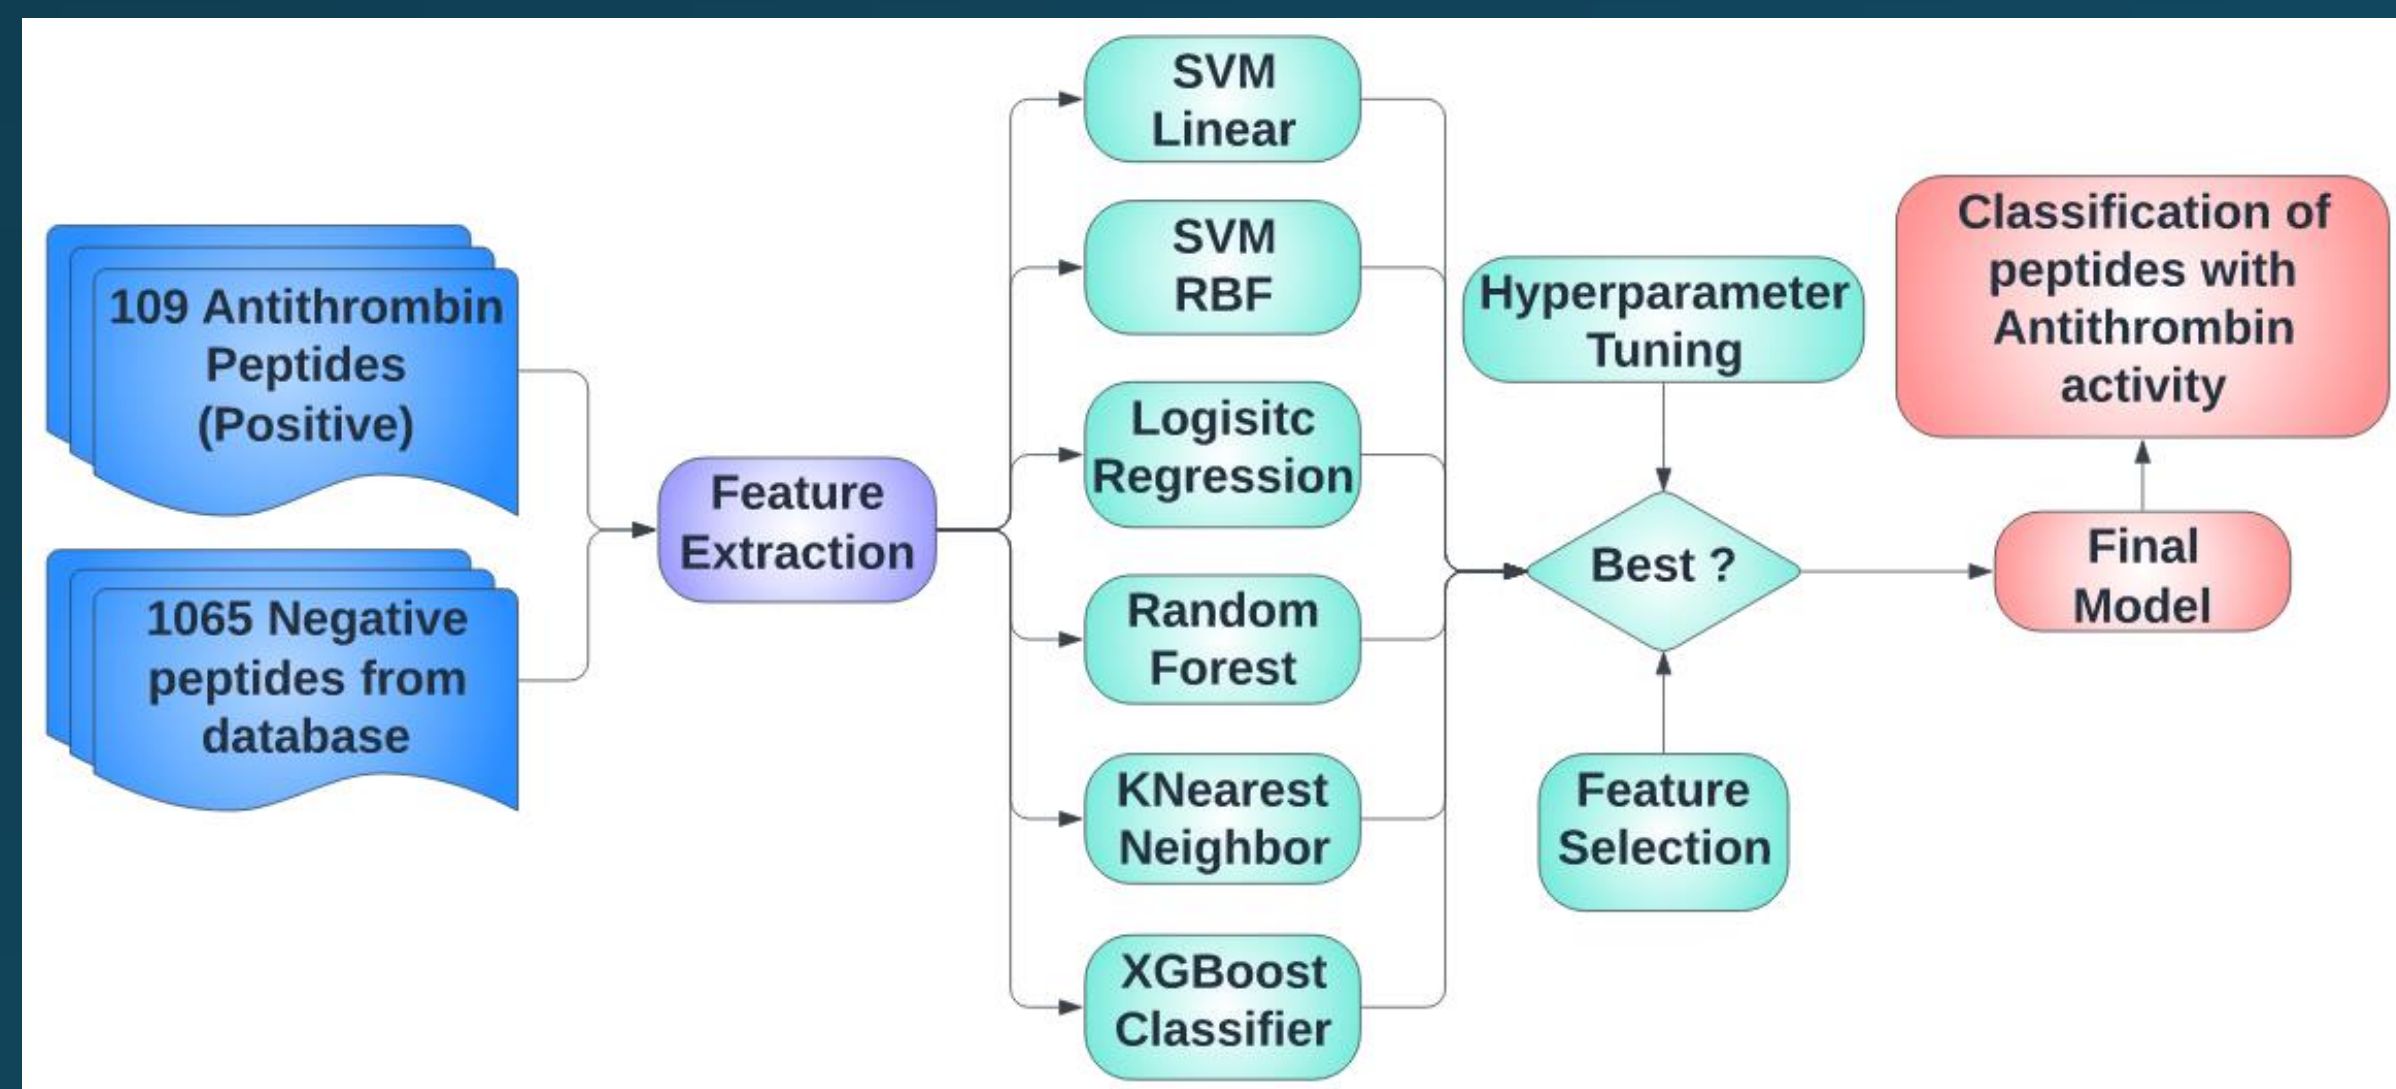 109 Antithrombin
Peptides
(Positive)
1065 Negative
peptides from
database
Feature
Extraction
SVM
Linear
SVM
RBF
Logisitc
Regression
Random
Forest
KNearest
Neighbor
XGBoost
Classifier
Hyperparameter
Tuning
Best ?
Feature
Selection
Final
Model
Classification of
peptides with
Antithrombin
activity